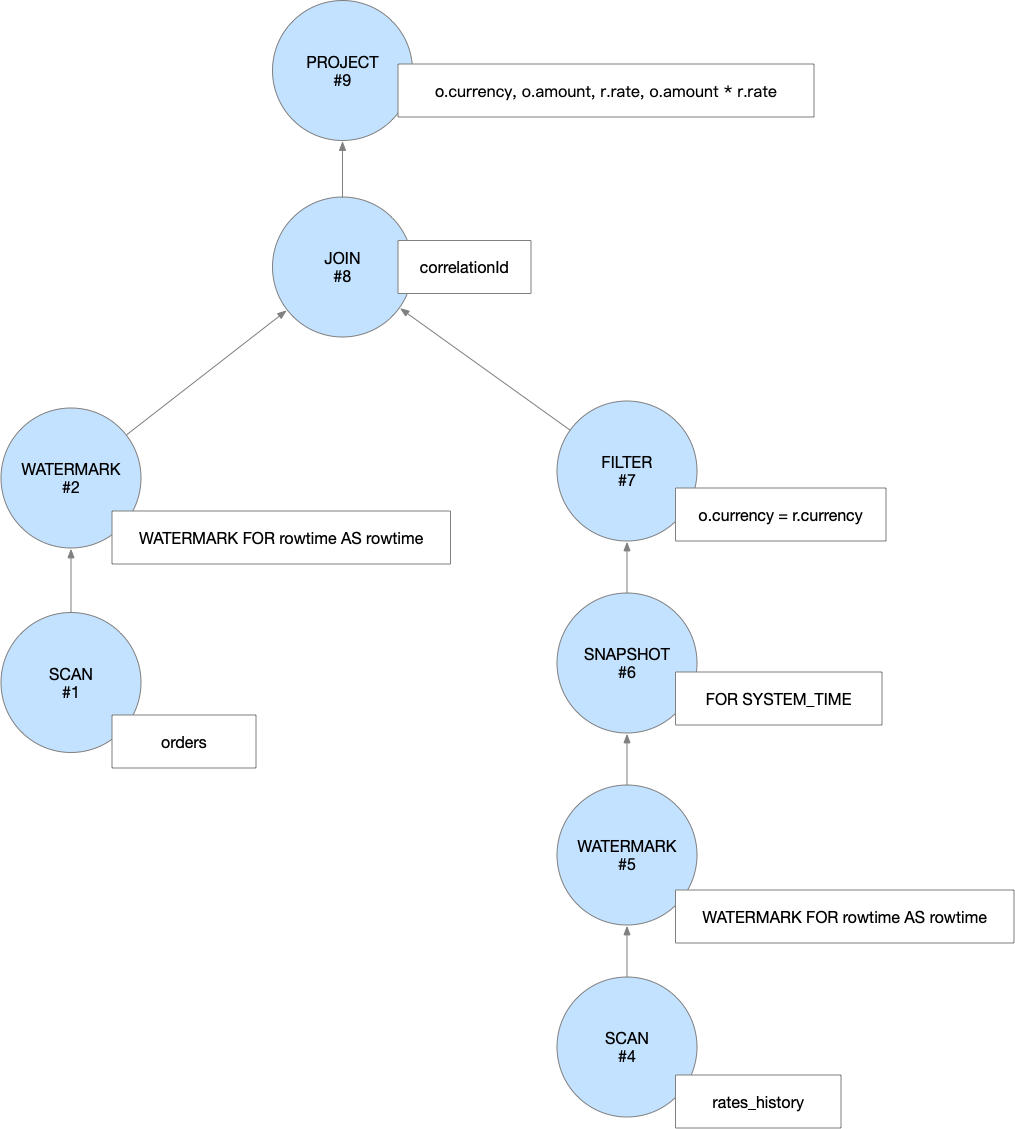 PROJECT
#9
o.currency, o.amount, r.rate, o.amount * r.rate
JOIN
#8
correlationId
WATERMARK
#2
WATERMARK FOR rowtime AS rowtime
SCAN
#1
orders
FILTER
#7
o.currency = r.currency
SNAPSHOT
#6
FOR SYSTEM_TIME
WATERMARK
#5
WATERMARK FOR rowtime AS rowtime
SCAN
#4
rates_history